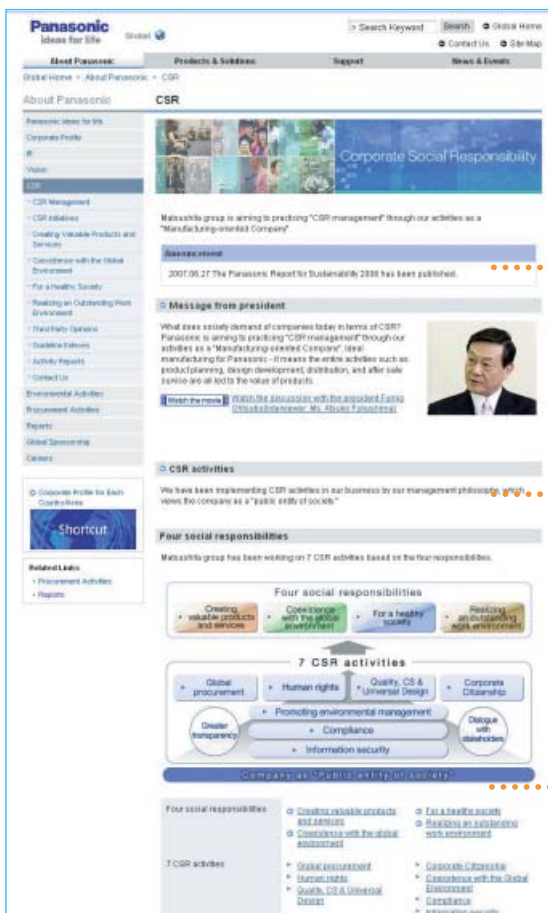 Panasonic
ideas for life
Global
Search Keyword
Search
Global Home
Contact Us
Site Map
About Panasonic
Products & Solutions
Support
News & Events
Global Home > About Panasonic > CSR
About Panasonic
Panasonic ideas for life
Corporate Profile
IR
Vision
CSR
CSR Management
CSR Initiatives
Creating Valuable Products and
Services
Coexistence with the Global
Environment
For a Healthy Society
Realizing an Outstanding Work
Environment
Third Party Opinions
Guideline Indexes
Activity Reports
Contact Us
Environmental Activities
Procurement Activities
Reports
Global Sponsorship
Careers
Corporate Profile for Each
Country/Area
Shortcut
Related Links
Procurement Activities
Reports
CSR
Corporate Social Responsibility
Matsushita group is aiming to practicing "CSR management" through our activities as a
"Manufacturing-oriented Company".
Announcement
2007.06.27 The Panasonic Report for Sustainability 2006 has been published.
Message from president
What does society demand of companies today in terms of CSR?
Panasonic is aiming to practicing "CSR management" through our
activities as a "Manufacturing-oriented Company". Ideal
manufacturing for Panasonic - it means the entire activities such as
product planning, design development, distribution, and after sale
service are all led to the value of products.
Watch the movie
Watch the discussion with the president Fumio
Ohtsubo(Interviewer: Ms. Atsuko Fukushima)
CSR activities
We have been implementing CSR activities in our business by our management philosophy, which
views the company as a "public entity of society."
Four social responsibilities
Matsushita group has been working on 7 CSR activities based on the four responsibilities.
Four social responsibilities
Creating
valuable products
and services
Coexistence
with the global
environment
For a healthy
society
Realizing
an outstanding
work environment
7 CSR activities
Global
procurement
Human rights
Quality, CS &
Universal Design
Corporate
Citizenship
Promoting environmental management
Greater
transparency
Compliance
Dialogue
with
stakeholders
Information security
Company as "Public entity of society"
Four social responsibilities
Creating valuable products
and services
Coexistence with the global
environment
For a healthy society
Realizing an outstanding
work environment
7 CSR activities
Global procurement
Human rights
Quality, CS & Universal
Design
Corporate Citizenship
Coexistence with the Global
Environment
Compliance
Information security